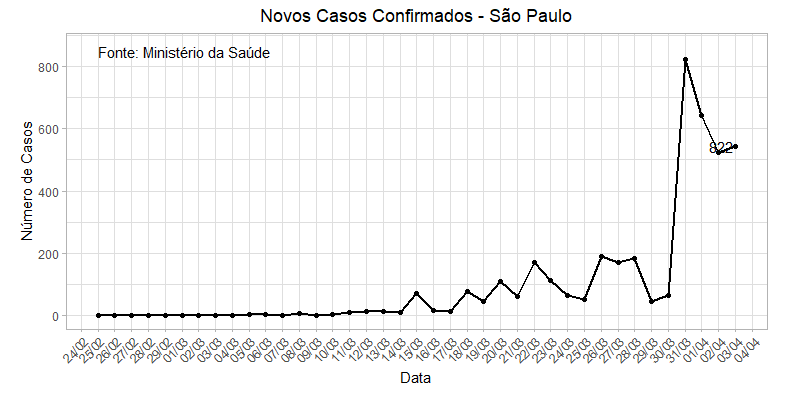 Novos Casos Confirmados - São Paulo
Fonte: Ministério da Saúde
800
600
400
200
0
Número de Casos
822
24/02 25/02 26/02 27/02 28/02 29/02 01/03 02/03 03/03 04/03 05/03 06/03 07/03 08/03 09/03 10/03 11/03 12/03 13/03 14/03 15/03 16/03 17/03 18/03 19/03 20/03 21/03 22/03 23/03 24/03 25/03 26/03 27/03 28/03 29/03 30/03 31/03 01/04 02/04 03/04 04/04
Data